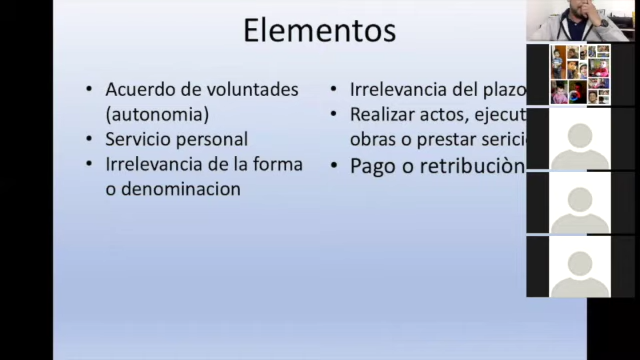 Elementos
• Acuerdo de voluntades
(autonomia)
• Servicio personal
• Irrelevancia de la forma
o denominacion
• Irrelevancia del plazo
• Realizar actos, ejecut
obras o prestar serici
• Pago o retribuciòn